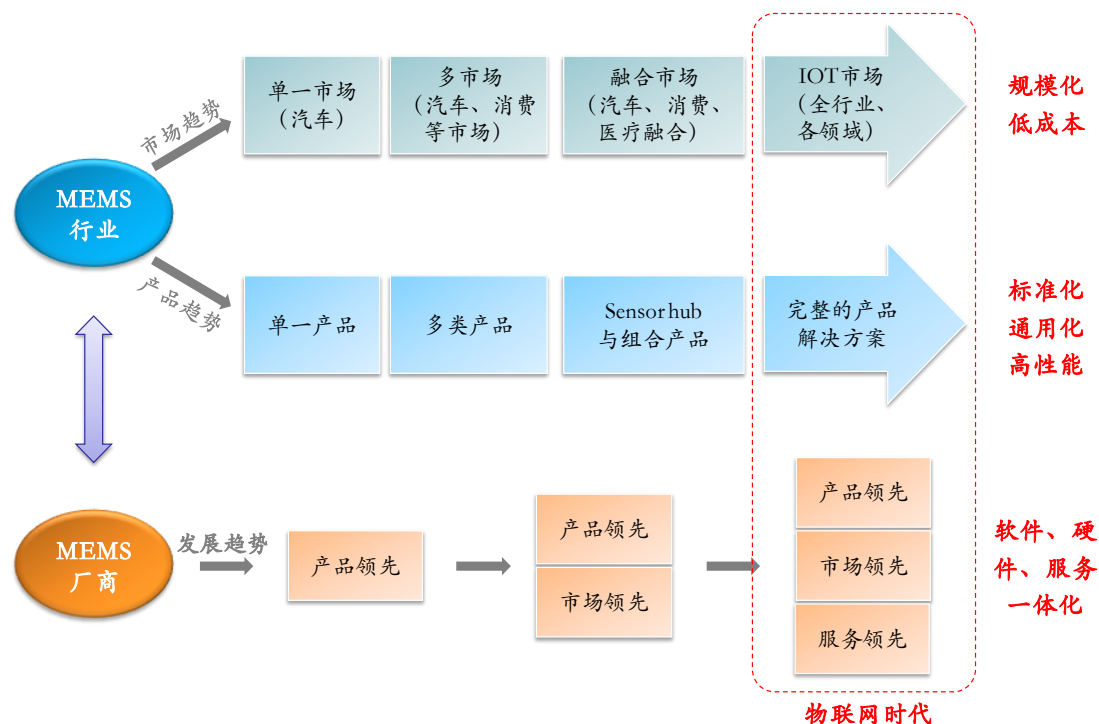 MEMS
行业
市场趋势
单一市场
（汽车）
多市场
（汽车、消费
等市场）
融合市场
（汽车、消费、
医疗融合）
IOT市场
（全行业、
各领域）
规模化
低成本
产品趋势
单一产品
多类产品
Sensor hub
与组合产品
完整的产品
解决方案
标准化
通用化
高性能
MEMS
厂商
发展趋势
产品领先
产品领先
市场领先
产品领先
市场领先
服务领先
软件、硬
件、服务
一体化
物联网时代